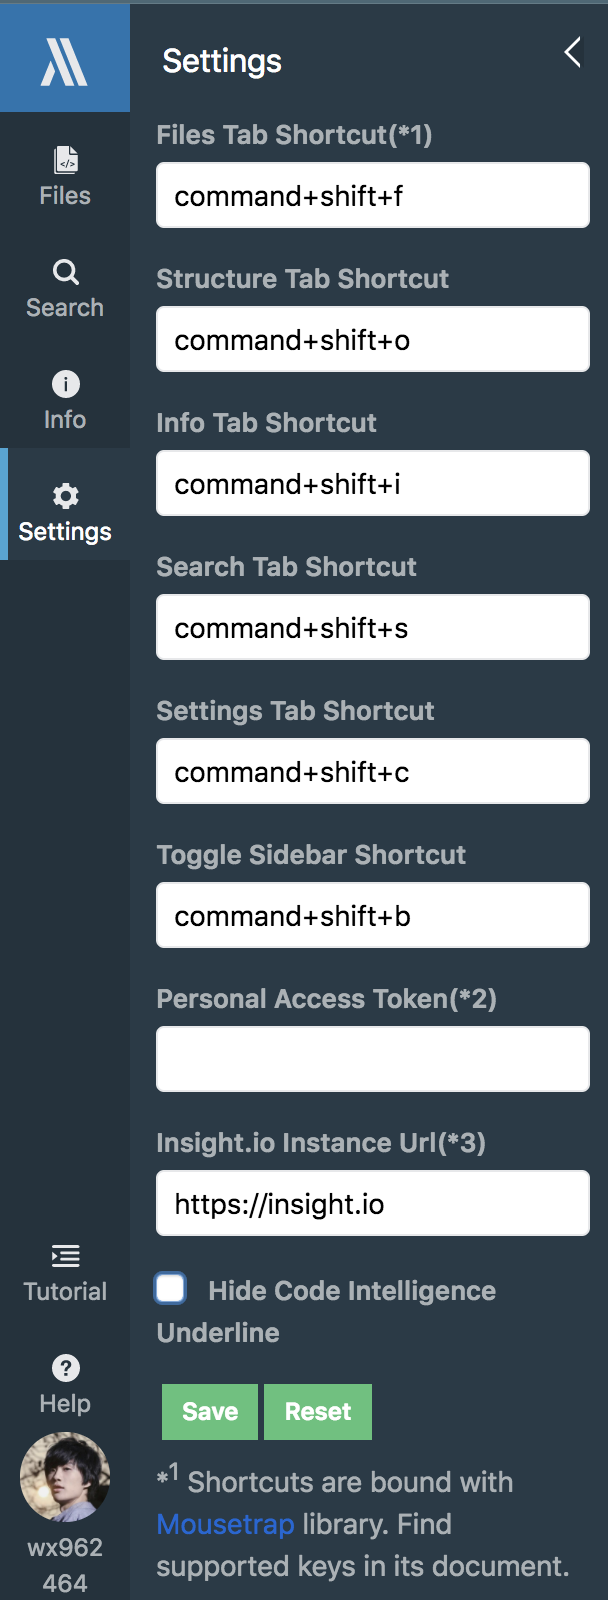 Settings
Files Tab Shortcut(*1)
command+shift+f
Files
Structure Tab Shortcut
Search
command+shift+o
Info Tab Shortcut
Info
command+shift+i
Settings
Search Tab Shortcut
command+shift+s
Settings Tab Shortcut
command+shift+c
Toggle Sidebar Shortcut
command+shift+b
Personal Access Token(*2)
Insight.io Instance Url(*3)
https://insight.io
Tutorial
Hide Code Intelligence
Underline
Help
Save Reset
*1 Shortcuts are bound with
Mousetrap library. Find
supported keys in its document.
wx962
464